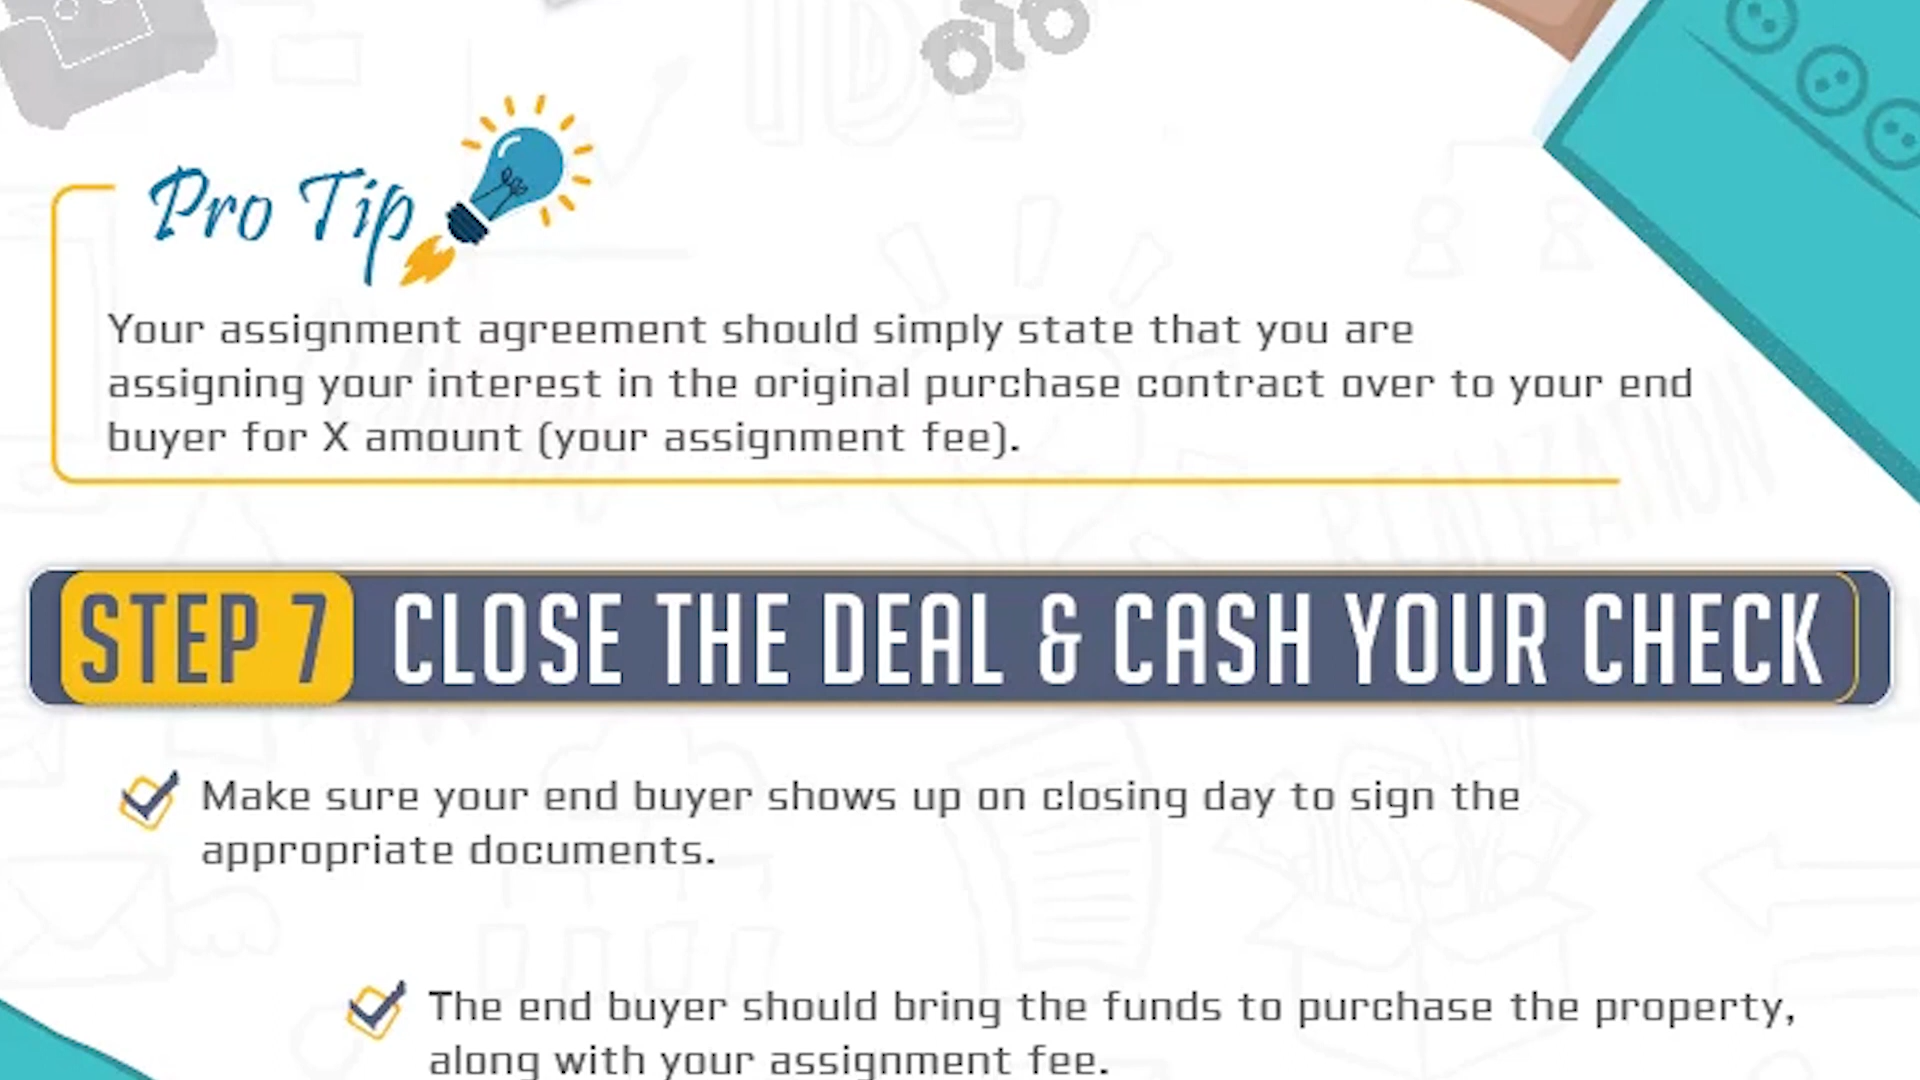 Pro Tip
Your assignment agreement should simply state that you are
assigning your interest in the original purchase contract over to your end
buyer for X amount (your assignment fee).
STEP 7 CLOSE THE DEAL & CASH YOUR CHECK
Make sure your end buyer shows up on closing day to sign the
appropriate documents.
The end buyer should bring the funds to purchase the property,
along with your assignment fee.